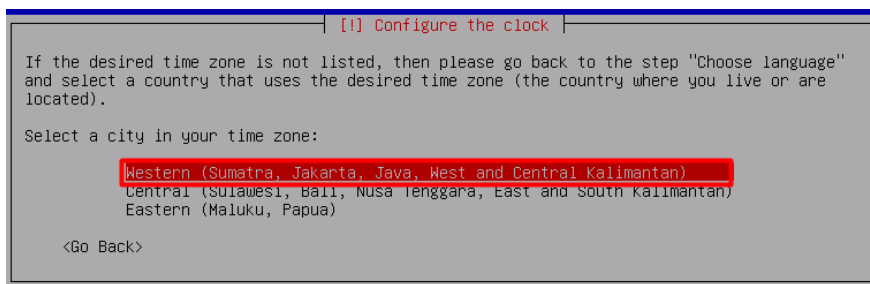 [!] Configure the clock
If the desired time zone is not listed, then please go back to the step "Choose language"
and select a country that uses the desired time zone (the country where you live or are
located).
Select a city in your time zone:
Western (Sumatra, Jakarta, Java, West and Central Kalimantan)
Central (Sulawesi, Bali, Nusa Tenggara, East and South Kalimantan)
Eastern (Maluku, Papua)
<Go Back>